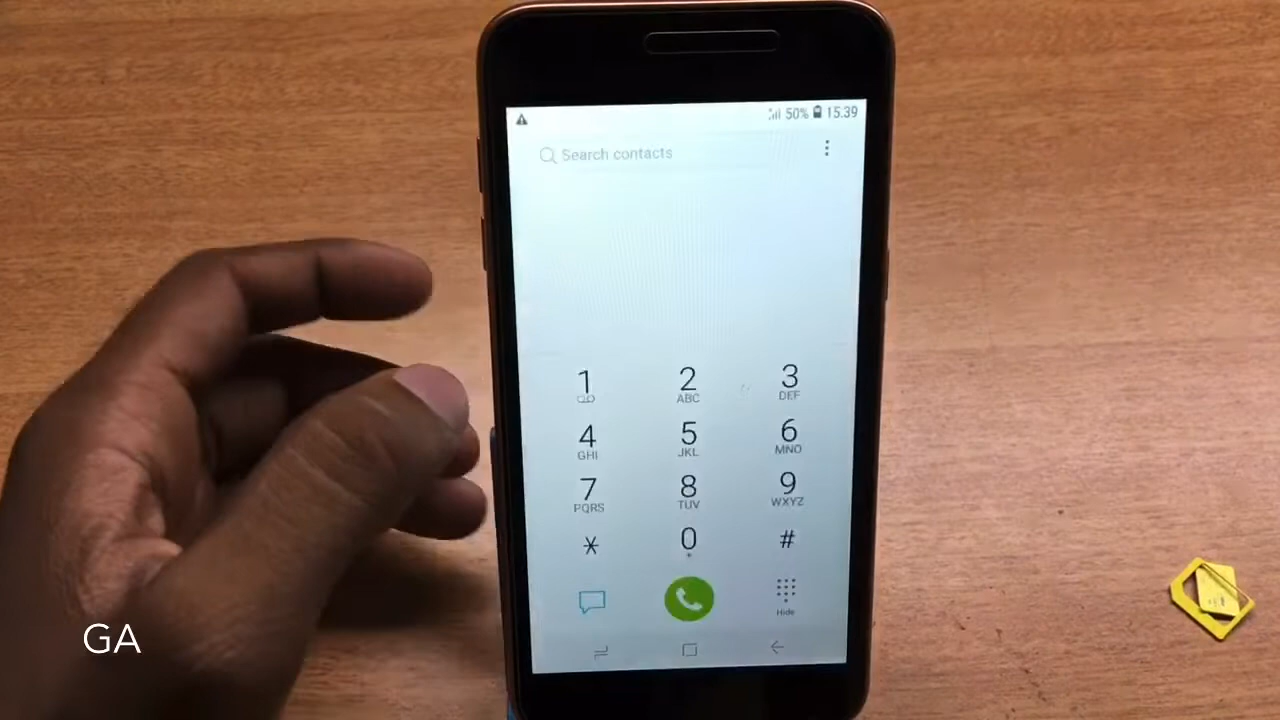 50% 15.39
Search contacts
1 2 3
ABC DEF
4 5 6
GHI JKL MNO
7 8 9
PQRS TUV WXYZ
* 0 #
Hide
GA